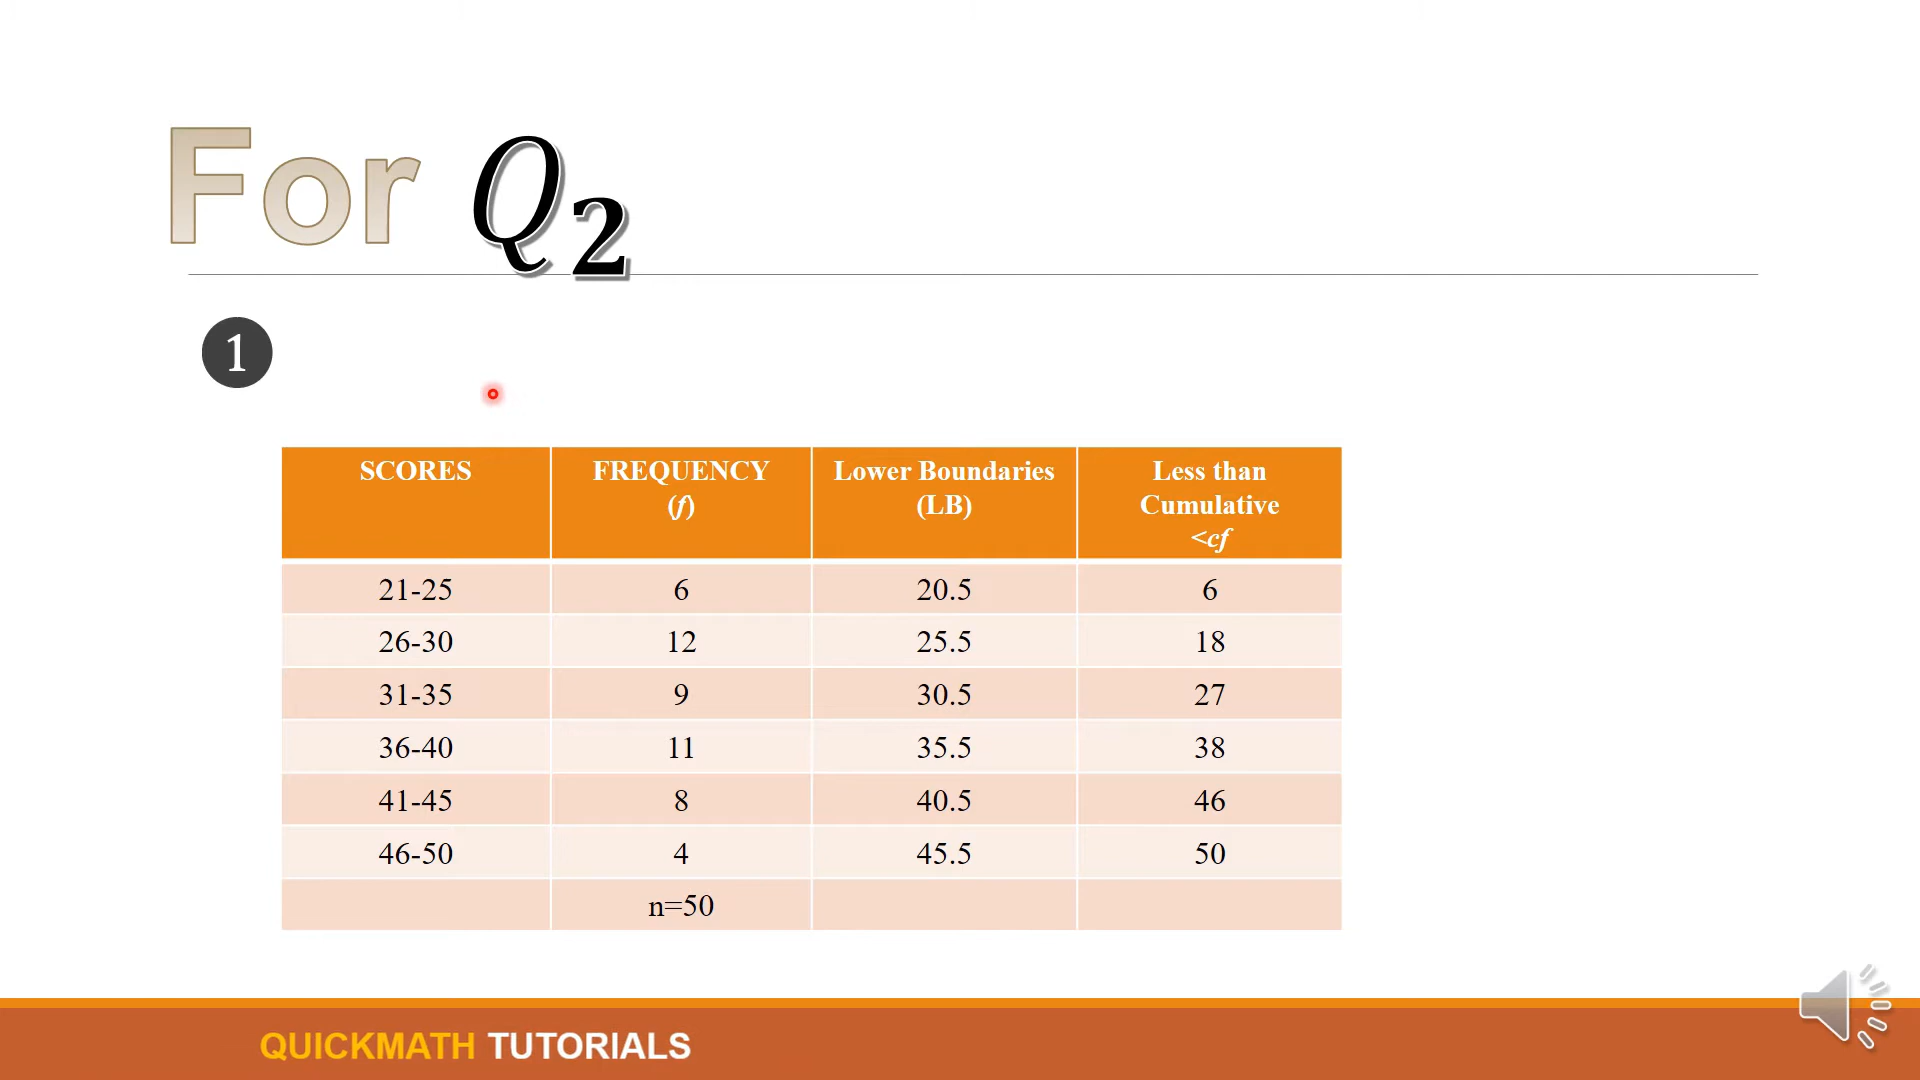 For Q2
1
SCORES FREQUENCY (f) Lower Boundaries (LB) Less than Cumulative <cf
21-25 6 20.5 6
26-30 12 25.5 18
31-35 9 30.5 27
36-40 11 35.5 38
41-45 8 40.5 46
46-50 4 45.5 50
n=50
QUICKMATH TUTORIALS